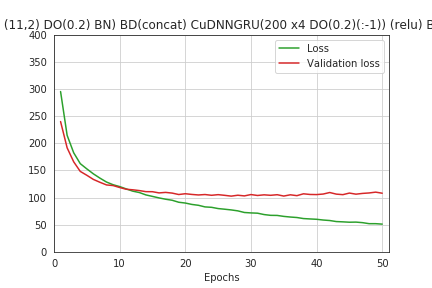 (11,2) DO(0.2) BN) BD(concat) CuDNNGRU(200 x4 DO(0.2)(:-1)) (relu) B
400
350
300
250
200
150
100
50
0
Loss
Validation loss
0 10 20 30 40 50
Epochs